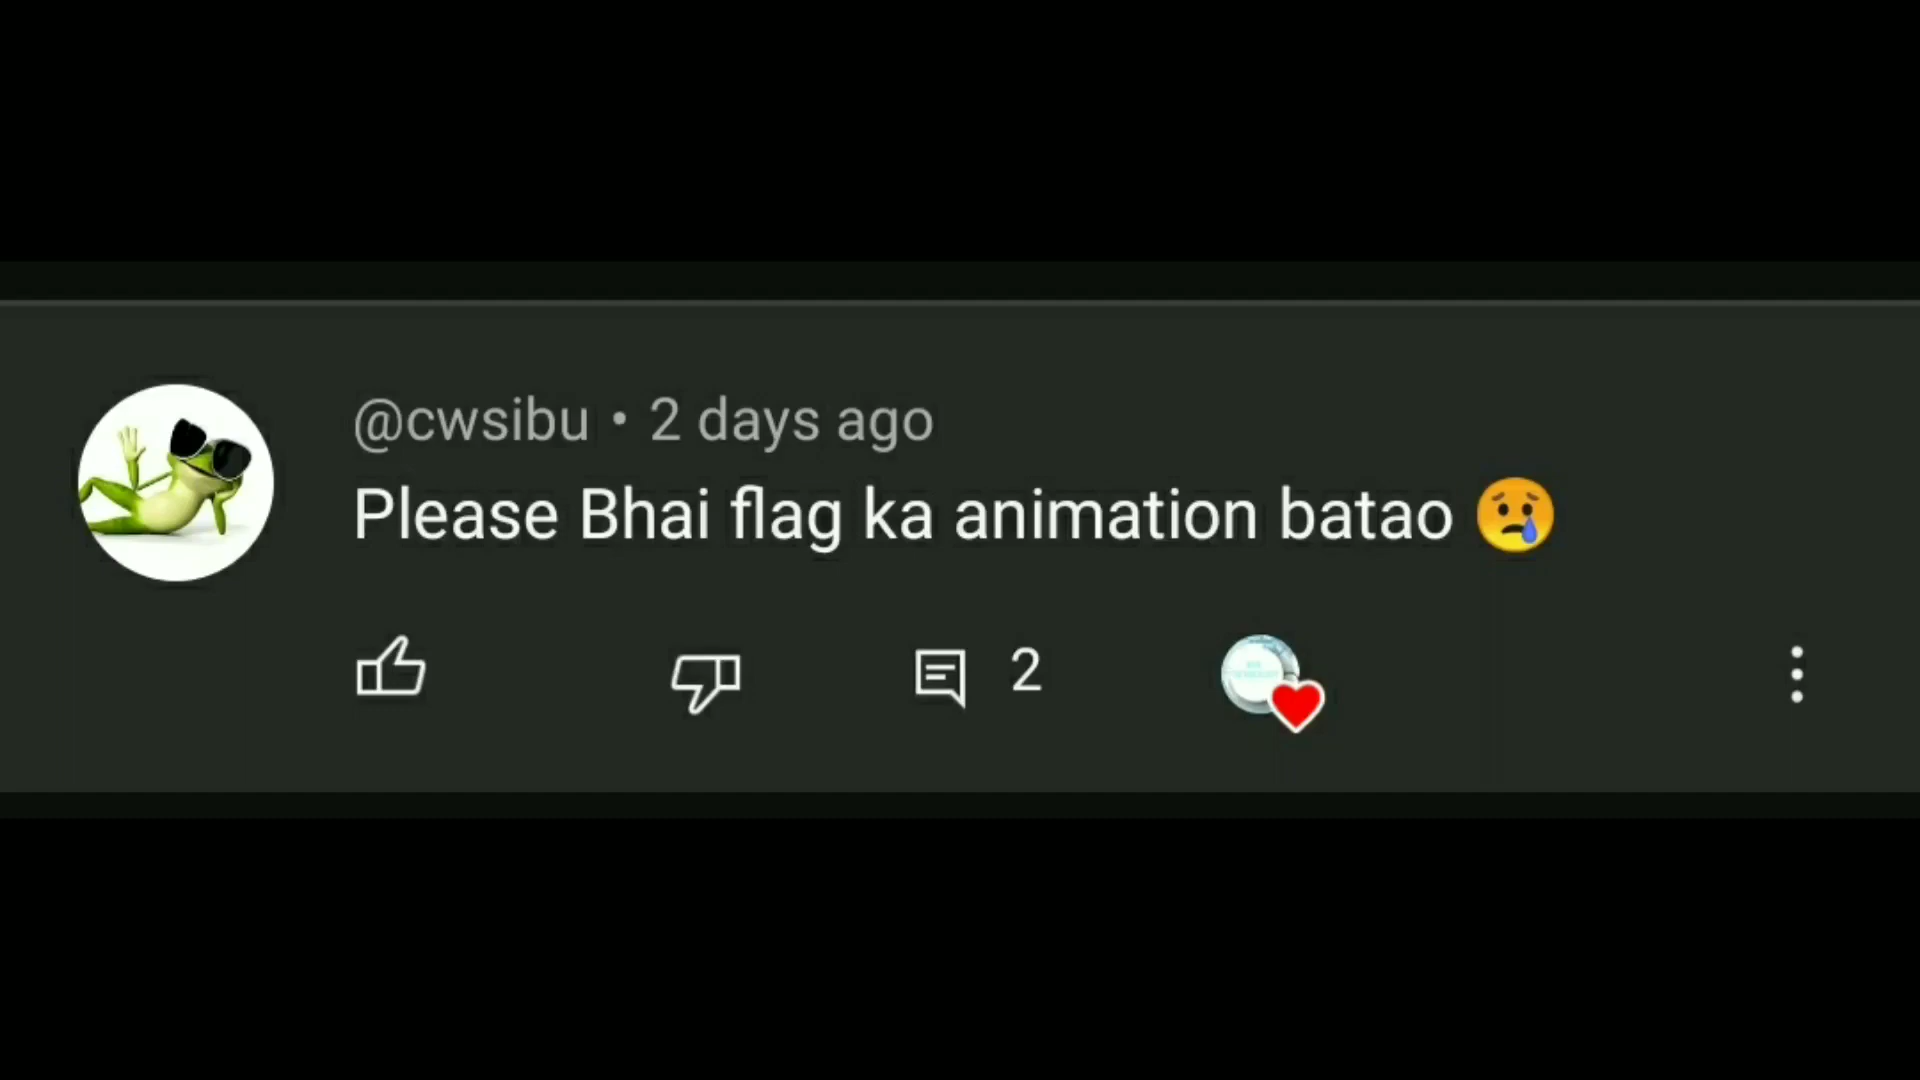 @cwsibu • 2 days ago
Please Bhai flag ka animation batao 😢
2